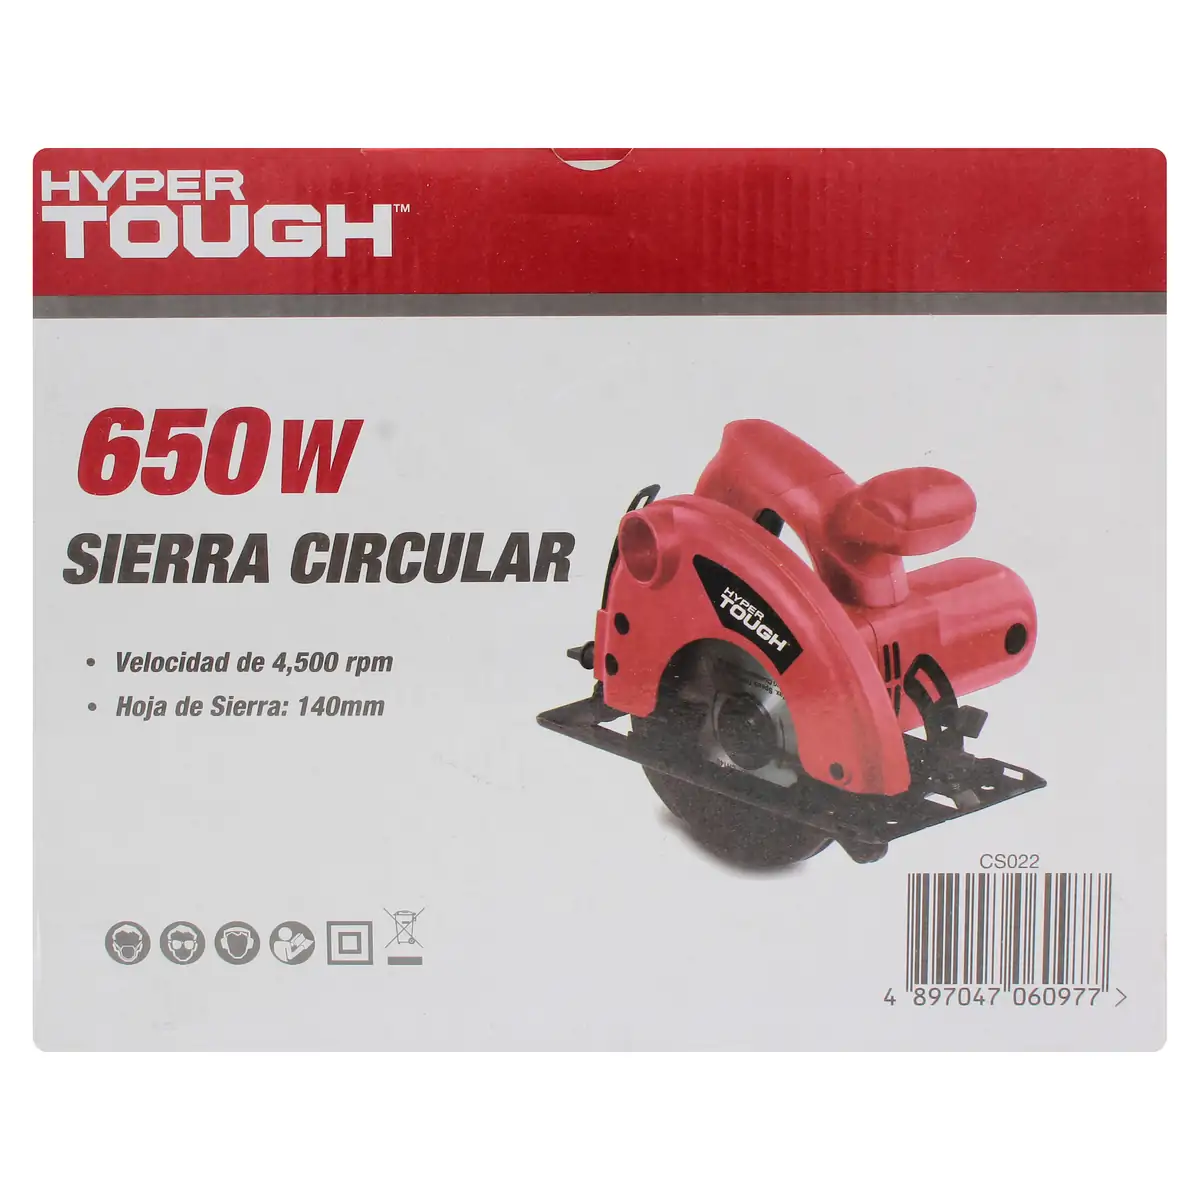 HYPER
TOUGH™
650W
SIERRA CIRCULAR
• Velocidad de 4,500 rpm
• Hoja de Sierra: 140mm
HYPER
TOUGH
CS022
4 897047 060977 >